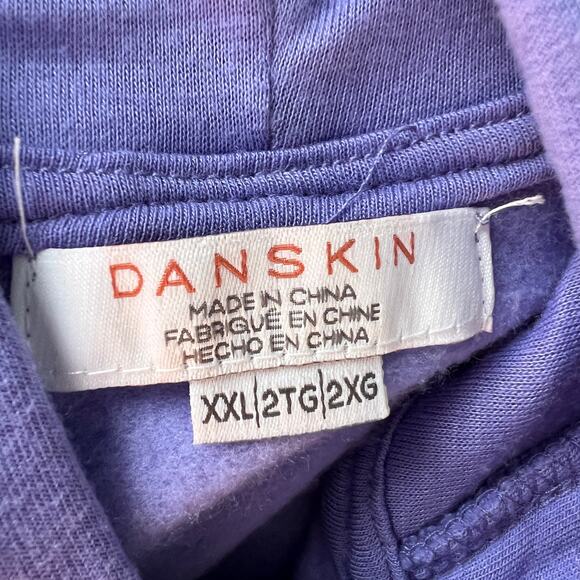 DANSKIN
MADE IN CHINA
FABRIQUÉ EN CHINE
HECHO EN CHINA
XXL|2TG|2XG